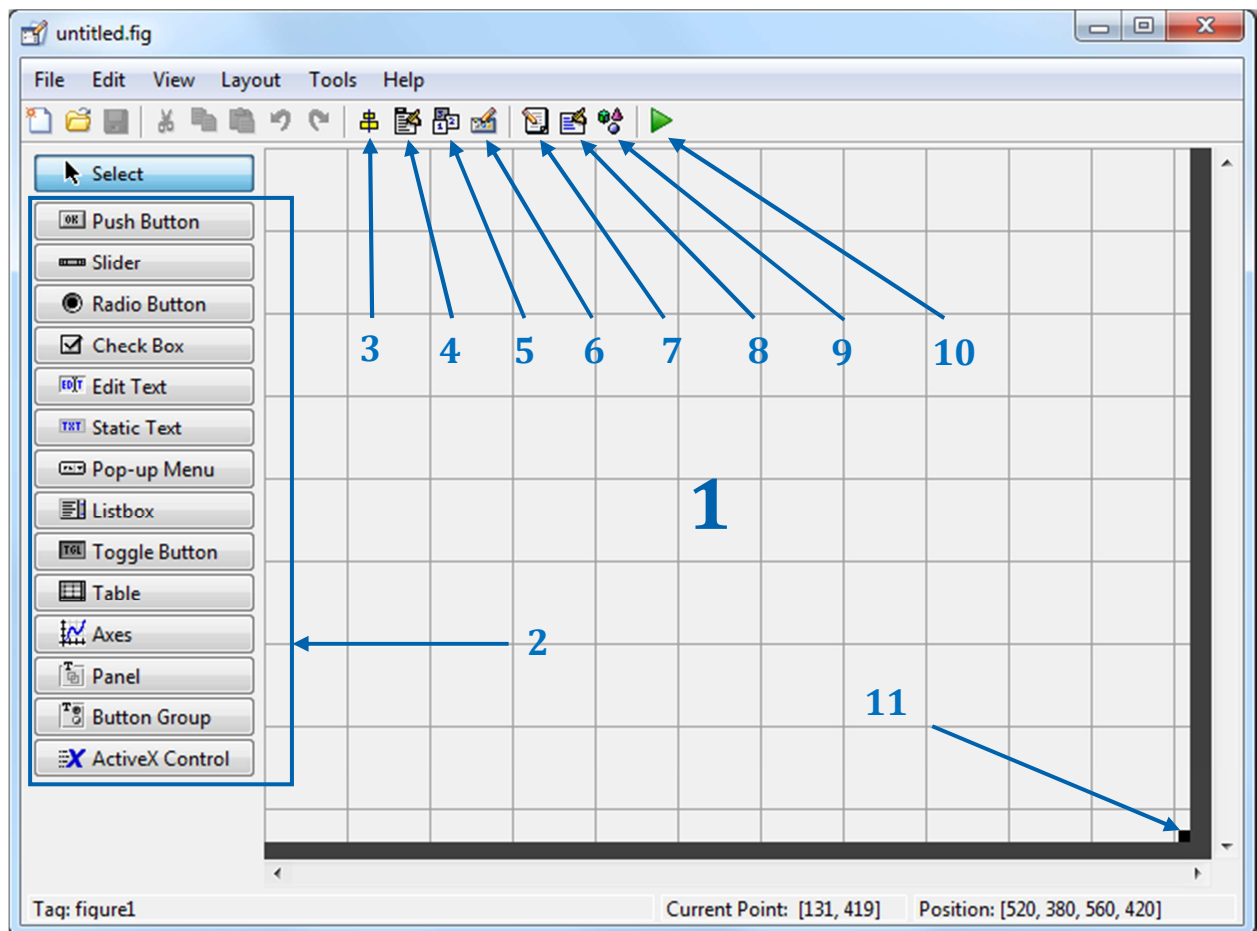 untitled.fig
File Edit View Layout Tools Help
Select
Push Button
Slider
Radio Button
Check Box
Edit Text
Static Text
Pop-up Menu
Listbox
Toggle Button
Table
Axes
Panel
Button Group
ActiveX Control
3 4 5 6 7 8 9 10
1
2
11
Tag: figure1 Current Point: [131, 419] Position: [520, 380, 560, 420]